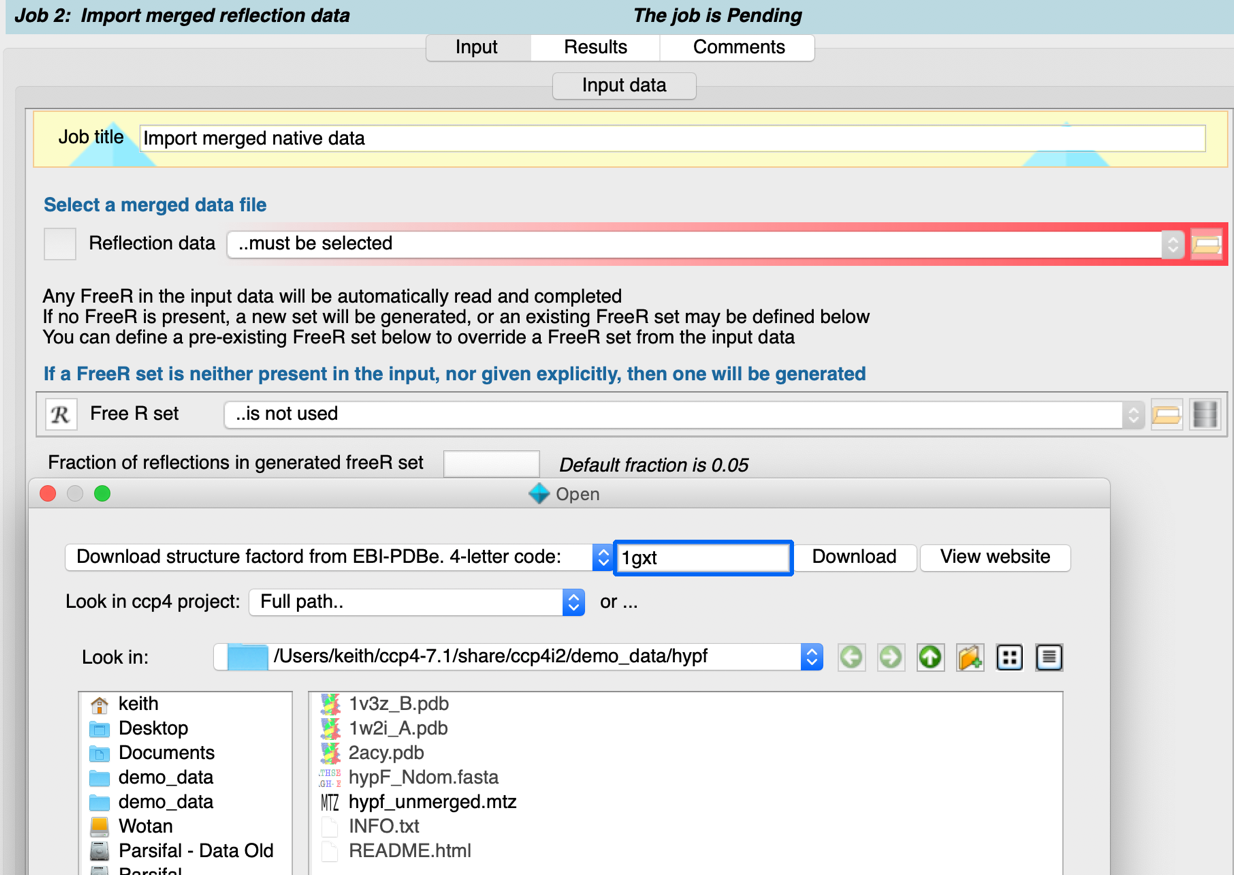 Job 2: Import merged reflection data The job is Pending
Input Results Comments
Input data
Job title Import merged native data
Select a merged data file
Reflection data ..must be selected
Any FreeR in the input data will be automatically read and completed
If no FreeR is present, a new set will be generated, or an existing FreeR set may be defined below
You can define a pre-existing FreeR set below to override a FreeR set from the input data
If a FreeR set is neither present in the input, nor given explicitly, then one will be generated
R Free R set ..is not used
Fraction of reflections in generated freeR set Default fraction is 0.05
Open
Download structure factord from EBI-PDBe. 4-letter code: 1gxt Download View website
Look in ccp4 project: Full path.. or ...
Look in: /Users/keith/ccp4-7.1/share/ccp4i2/demo_data/hypf
keith 1v3z_B.pdb
Desktop 1w2i_A.pdb
Documents 2acy.pdb
demo_data hypF_Ndom.fasta
demo_data MTZ hypf_unmerged.mtz
Wotan INFO.txt
Parsifal - Data Old README.html
Parsifal